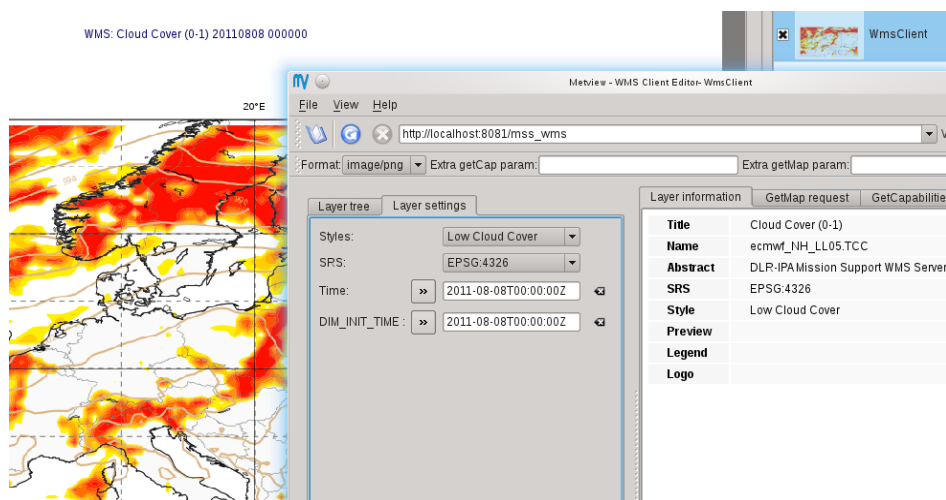 WMS: Cloud Cover (0-1) 20110808 000000
WmsClient
20°E
994
Metview - WMS Client Editor- WmsClient
File View Help
http://localhost:8081/mss_wms
Format: image/png Extra getCap param: Extra getMap param:
Layer tree Layer settings
Styles: Low Cloud Cover
SRS: EPSG:4326
Time: » 2011-08-08T00:00:00Z
DIM_INIT_TIME : » 2011-08-08T00:00:00Z
Layer information GetMap request GetCapabilitie
Title Cloud Cover (0-1)
Name ecmwf_NH_LL05.TCC
Abstract DLR-IPA Mission Support WMS Server
SRS EPSG:4326
Style Low Cloud Cover
Preview
Legend
Logo